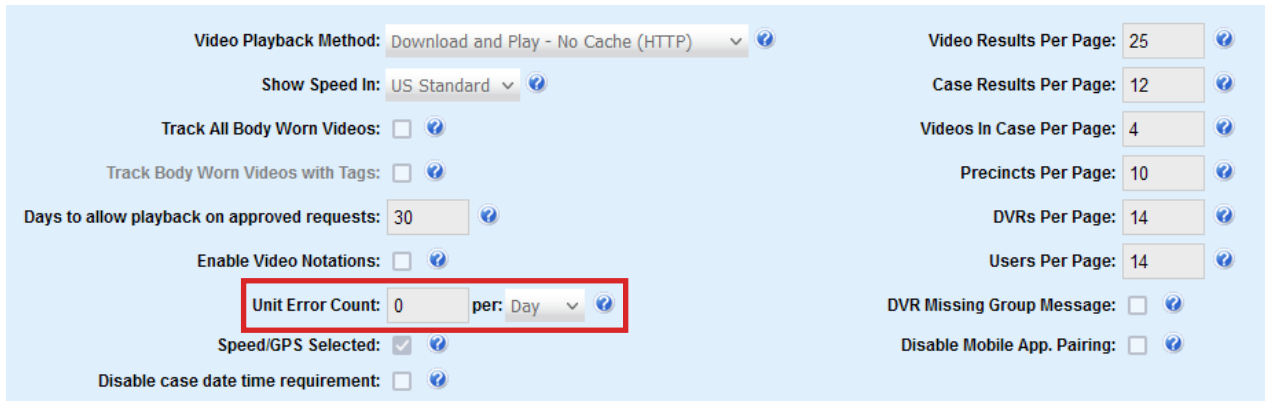 Video Playback Method: Download and Play - No Cache (HTTP)
Show Speed In: US Standard
Track All Body Worn Videos:
Track Body Worn Videos with Tags:
Days to allow playback on approved requests: 30
Enable Video Notations:
Unit Error Count: 0 per: Day
Speed/GPS Selected:
Disable case date time requirement:
Video Results Per Page: 25
Case Results Per Page: 12
Videos In Case Per Page: 4
Precincts Per Page: 10
DVRs Per Page: 14
Users Per Page: 14
DVR Missing Group Message:
Disable Mobile App. Pairing: